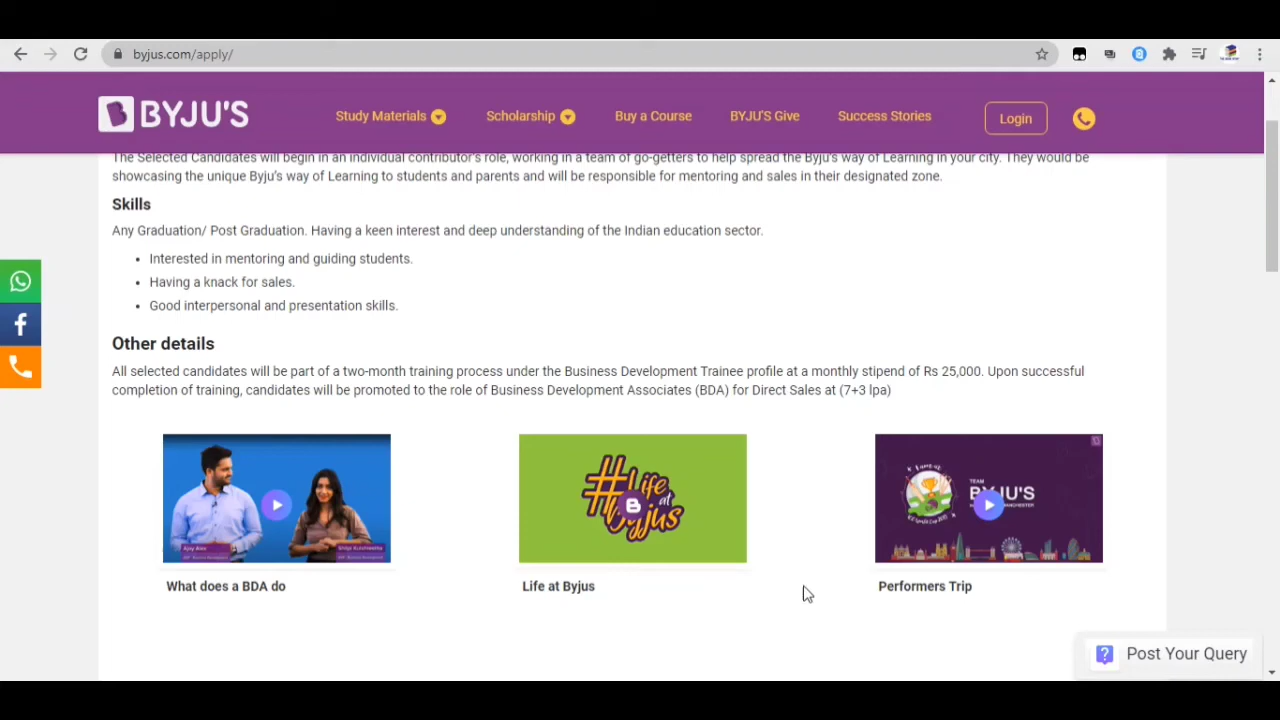 byjus.com/apply/
BYJU'S
Study Materials
Scholarship
Buy a Course
BYJU'S Give
Success Stories
Login
The Selected Candidates will begin in an individual contributor's role, working in a team of go-getters to help spread the Byju's way of Learning in your city. They would be
showcasing the unique Byju's way of Learning to students and parents and will be responsible for mentoring and sales in their designated zone.
Skills
Any Graduation/ Post Graduation. Having a keen interest and deep understanding of the Indian education sector.
• Interested in mentoring and guiding students.
• Having a knack for sales.
• Good interpersonal and presentation skills.
Other details
All selected candidates will be part of a two-month training process under the Business Development Trainee profile at a monthly stipend of Rs 25,000. Upon successful
completion of training, candidates will be promoted to the role of Business Development Associates (BDA) for Direct Sales at (7+3 lpa)
#Life
at
Byjus
TEAM
BYJU'S
What does a BDA do
Life at Byjus
Performers Trip
Post Your Query